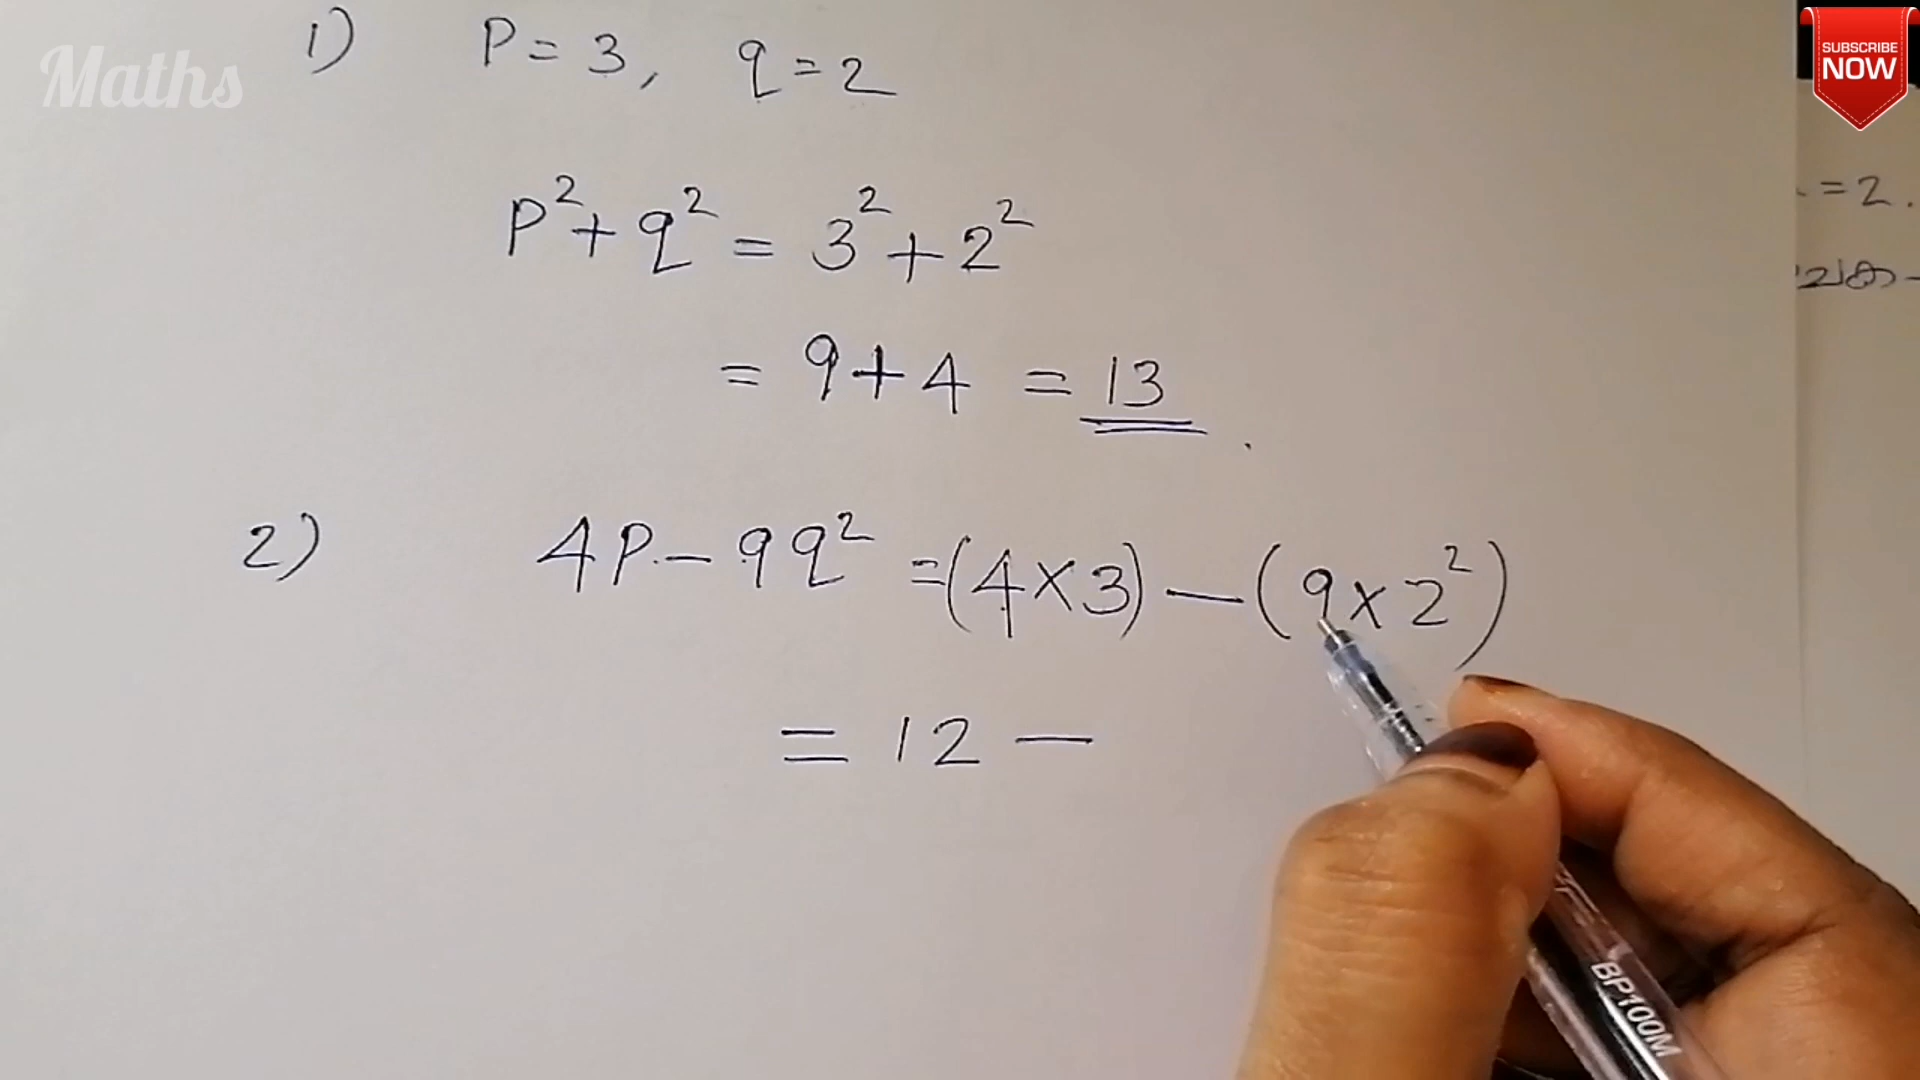 Maths
SUBSCRIBE
NOW
1) P = 3, q = 2
p² + q² = 3² + 2²
= 9 + 4 = 13
= 2.
2) 4P - 9q² = (4 × 3) — (9 × 2²)
= 12 —
BP100M